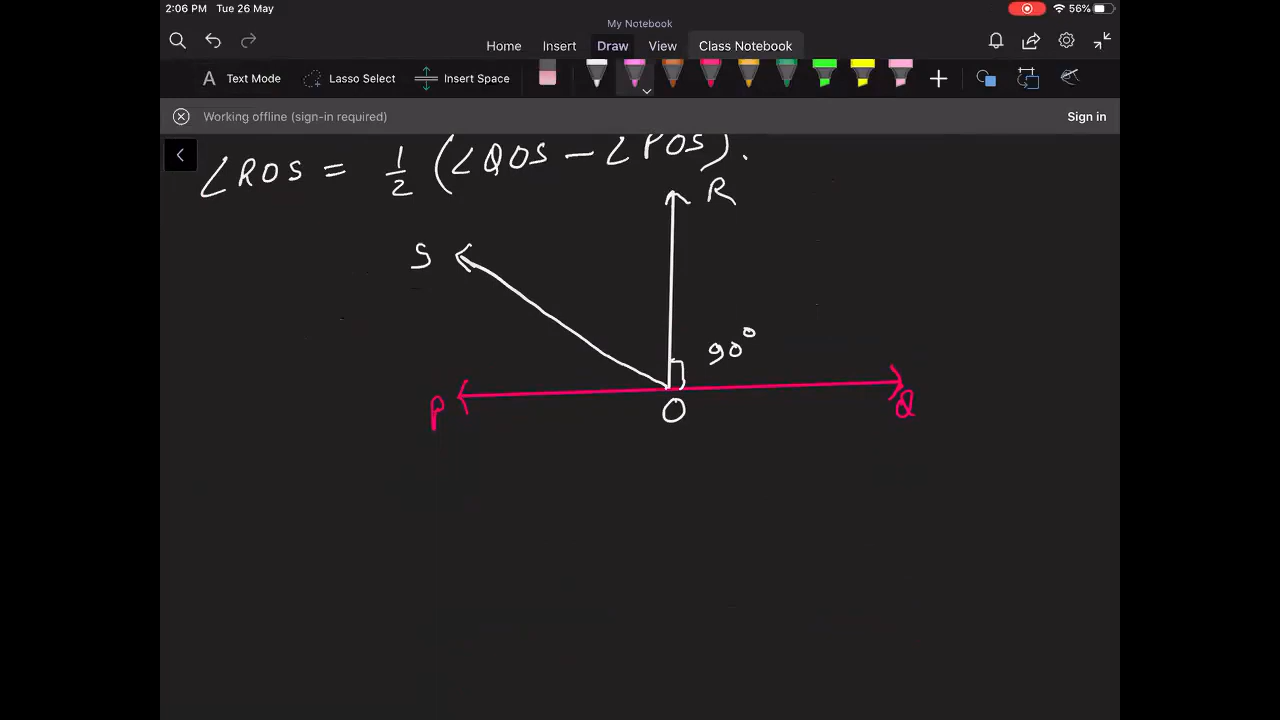 2:06 PM Tue 26 May 56%
My Notebook
Home Insert Draw View Class Notebook
A Text Mode Lasso Select Insert Space
Working offline (sign-in required) Sign in
∠ROS = 1/2 (∠QOS − ∠POS).
R
S
90°
P O Q